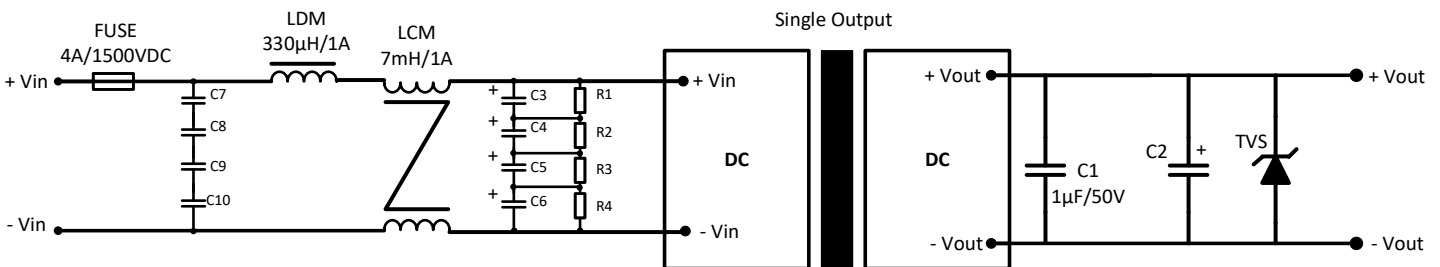 Single Output
FUSE
4A/1500VDC
LDM
330µH/1A
LCM
7mH/1A
+ Vin
C7
C8
C9
C10
- Vin
+
C3
+
C4
+
C5
+
C6
R1
R2
R3
R4
+ Vin
DC
- Vin
+ Vout
DC
- Vout
C1
1µF/50V
C2
+
TVS
+ Vout
- Vout